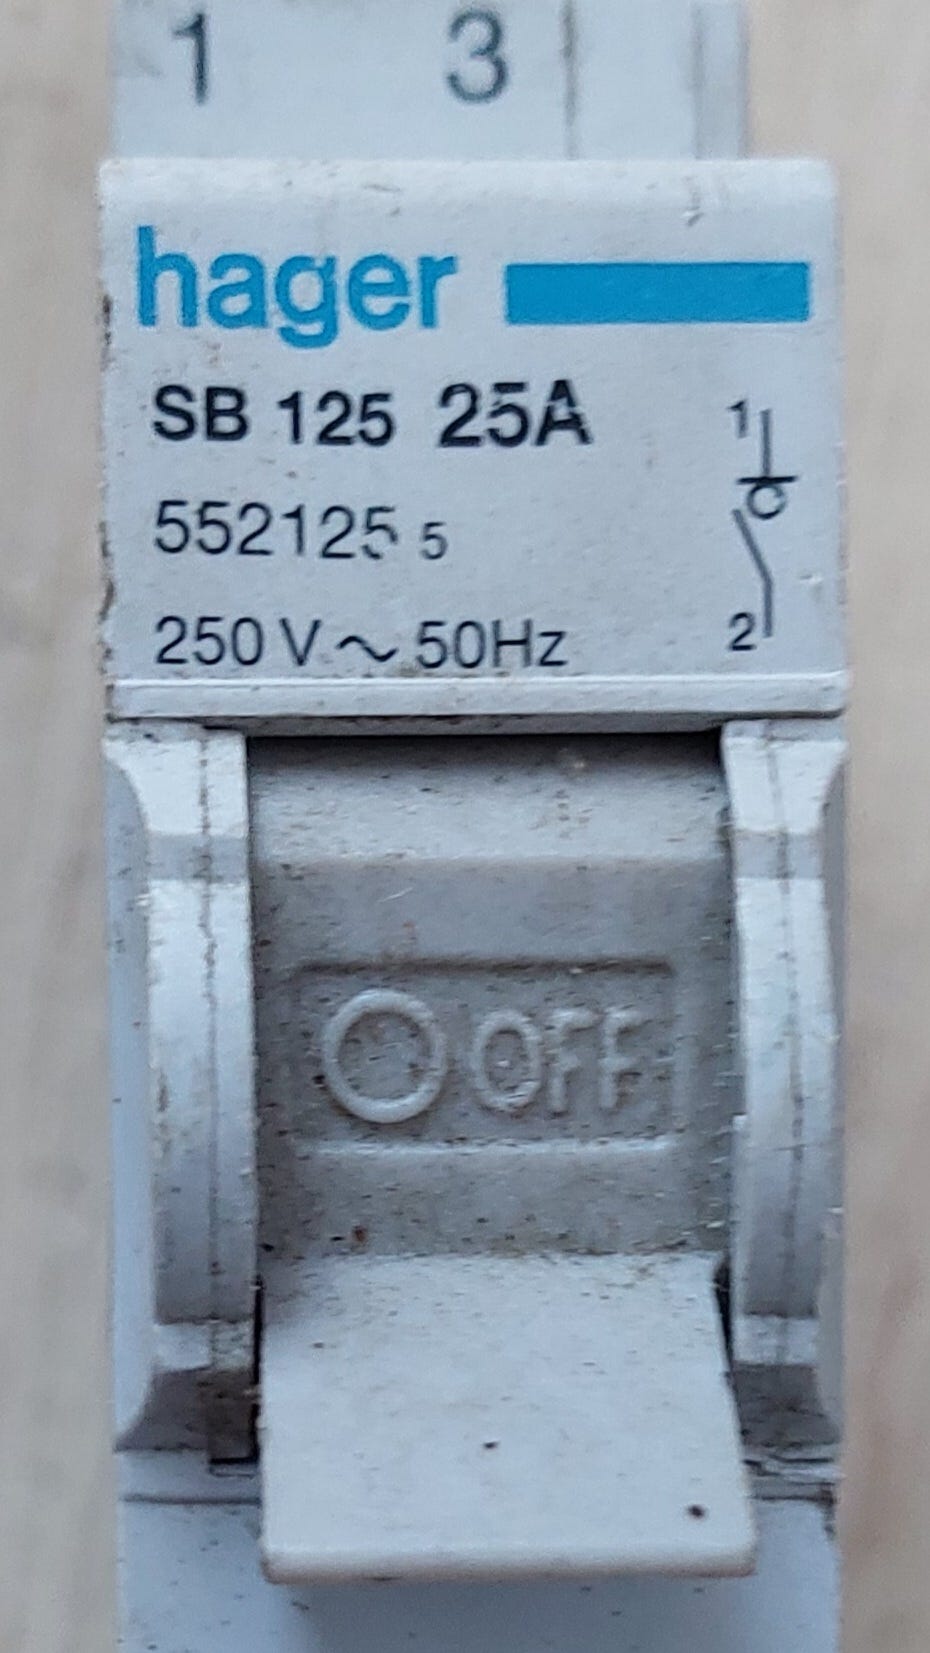 1 3
hager
SB 125 25A
552125 5
250 V ~ 50Hz
1
2
O OFF